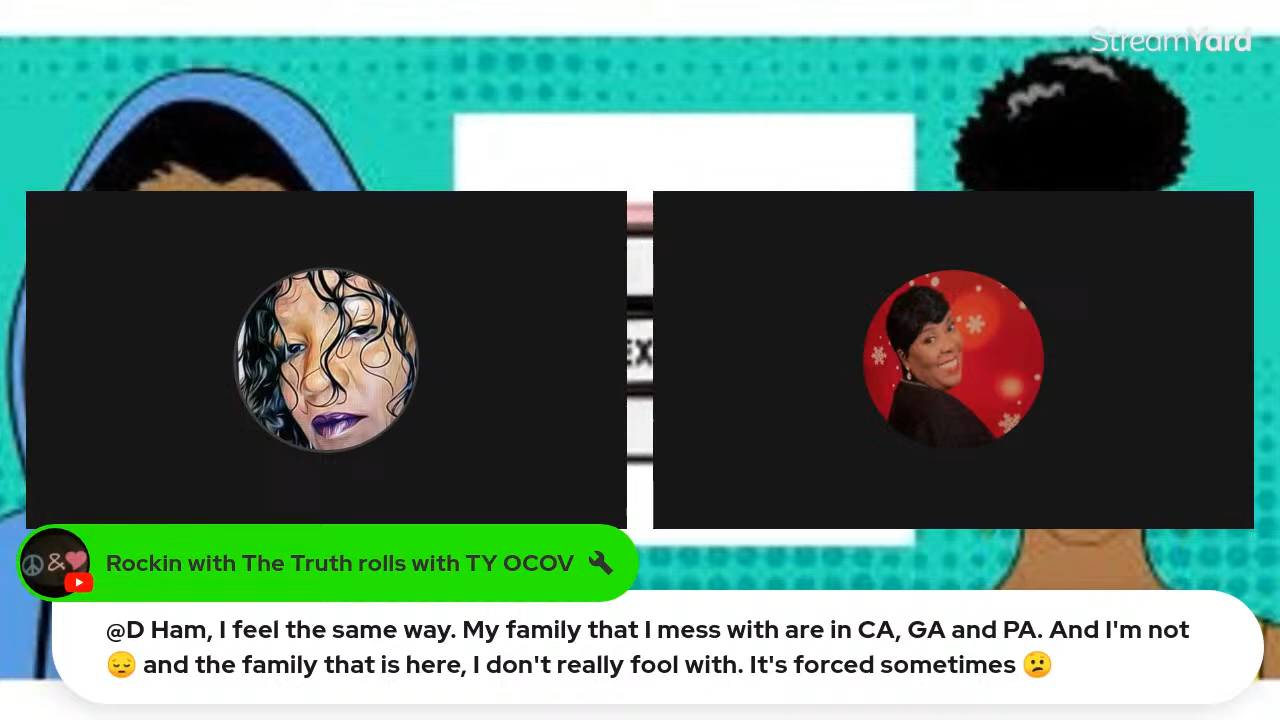 StreamYard
EX
&
Rockin with The Truth rolls with TY OCOV
@D Ham, I feel the same way. My family that I mess with are in CA, GA and PA. And I'm not
😔 and the family that is here, I don't really fool with. It's forced sometimes 😕